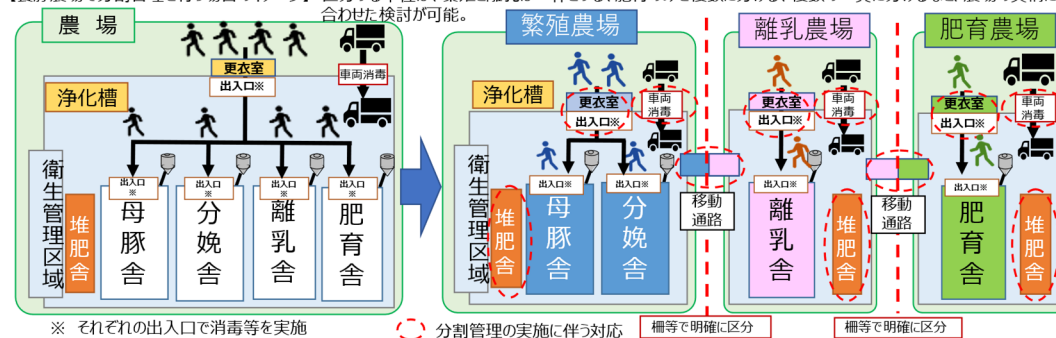 合わせた検討が可能。
農場
更衣室
出入口※
車両消毒
浄化槽
衛生管理区域
堆肥舎
出入口※
母豚舎
出入口※
分娩舎
出入口※
離乳舎
出入口※
肥育舎
※ それぞれの出入口で消毒等を実施
繁殖農場
更衣室
出入口※
車両消毒
浄化槽
衛生管理区域
堆肥舎
出入口※
母豚舎
出入口※
分娩舎
移動通路
離乳農場
更衣室
出入口※
車両消毒
出入口※
離乳舎
堆肥舎
移動通路
肥育農場
更衣室
出入口※
車両消毒
出入口※
肥育舎
堆肥舎
分割管理の実施に伴う対応
柵等で明確に区分
柵等で明確に区分